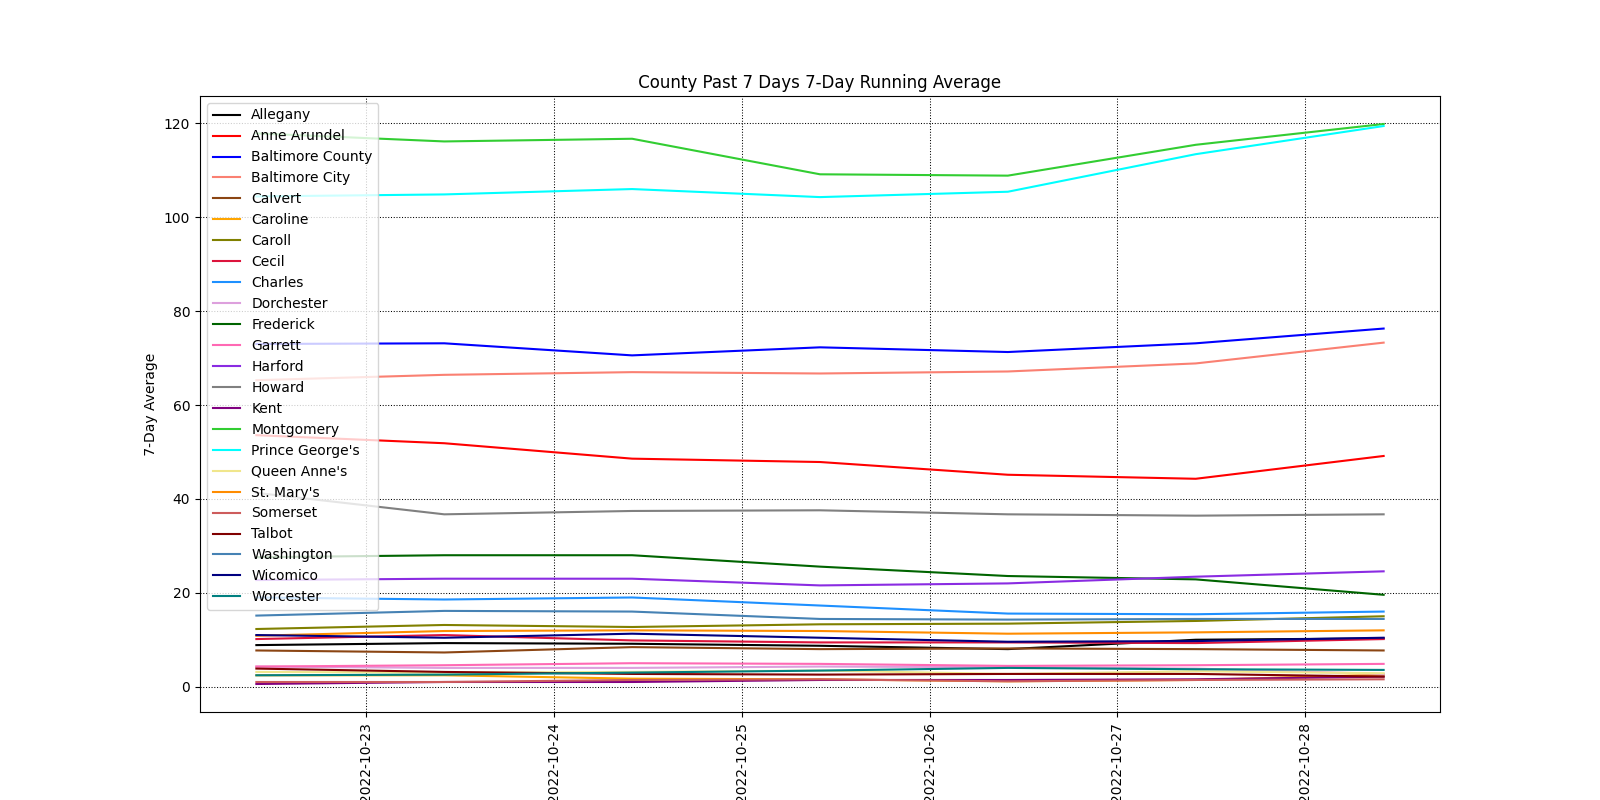 County Past 7 Days 7-Day Running Average
7-Day Average
120
100
80
60
40
20
0
Allegany
Anne Arundel
Baltimore County
Baltimore City
Calvert
Caroline
Caroll
Cecil
Charles
Dorchester
Frederick
Garrett
Harford
Howard
Kent
Montgomery
Prince George's
Queen Anne's
St. Mary's
Somerset
Talbot
Washington
Wicomico
Worcester
2022-10-23
2022-10-24
2022-10-25
2022-10-26
2022-10-27
2022-10-28